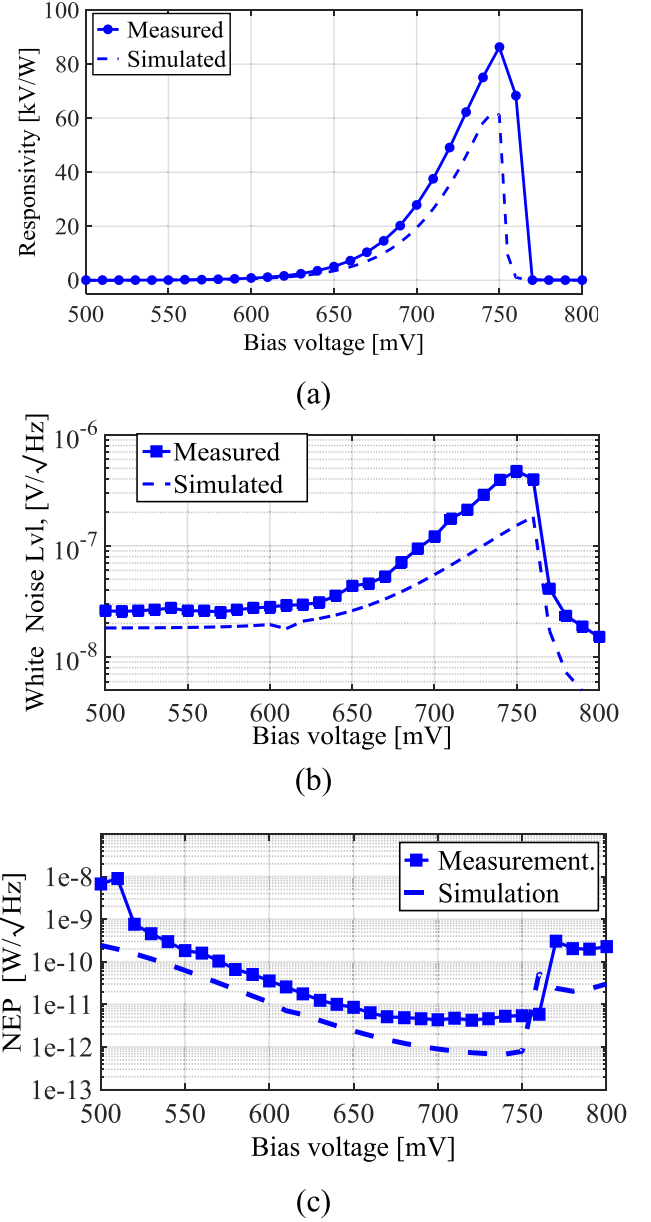 100
80
60
40
20
0
Responsivity [kV/W]
Measured
Simulated
500 550 600 650 700 750 800
Bias voltage [mV]
(a)
10-6
10-7
10-8
White Noise Lvl, [V/√Hz]
Measured
Simulated
500 550 600 650 700 750 800
Bias voltage [mV]
(b)
1e-8
1e-9
1e-10
1e-11
1e-12
1e-13
NEP [W/√Hz]
Measurement.
Simulation
500 550 600 650 700 750 800
Bias voltage [mV]
(c)